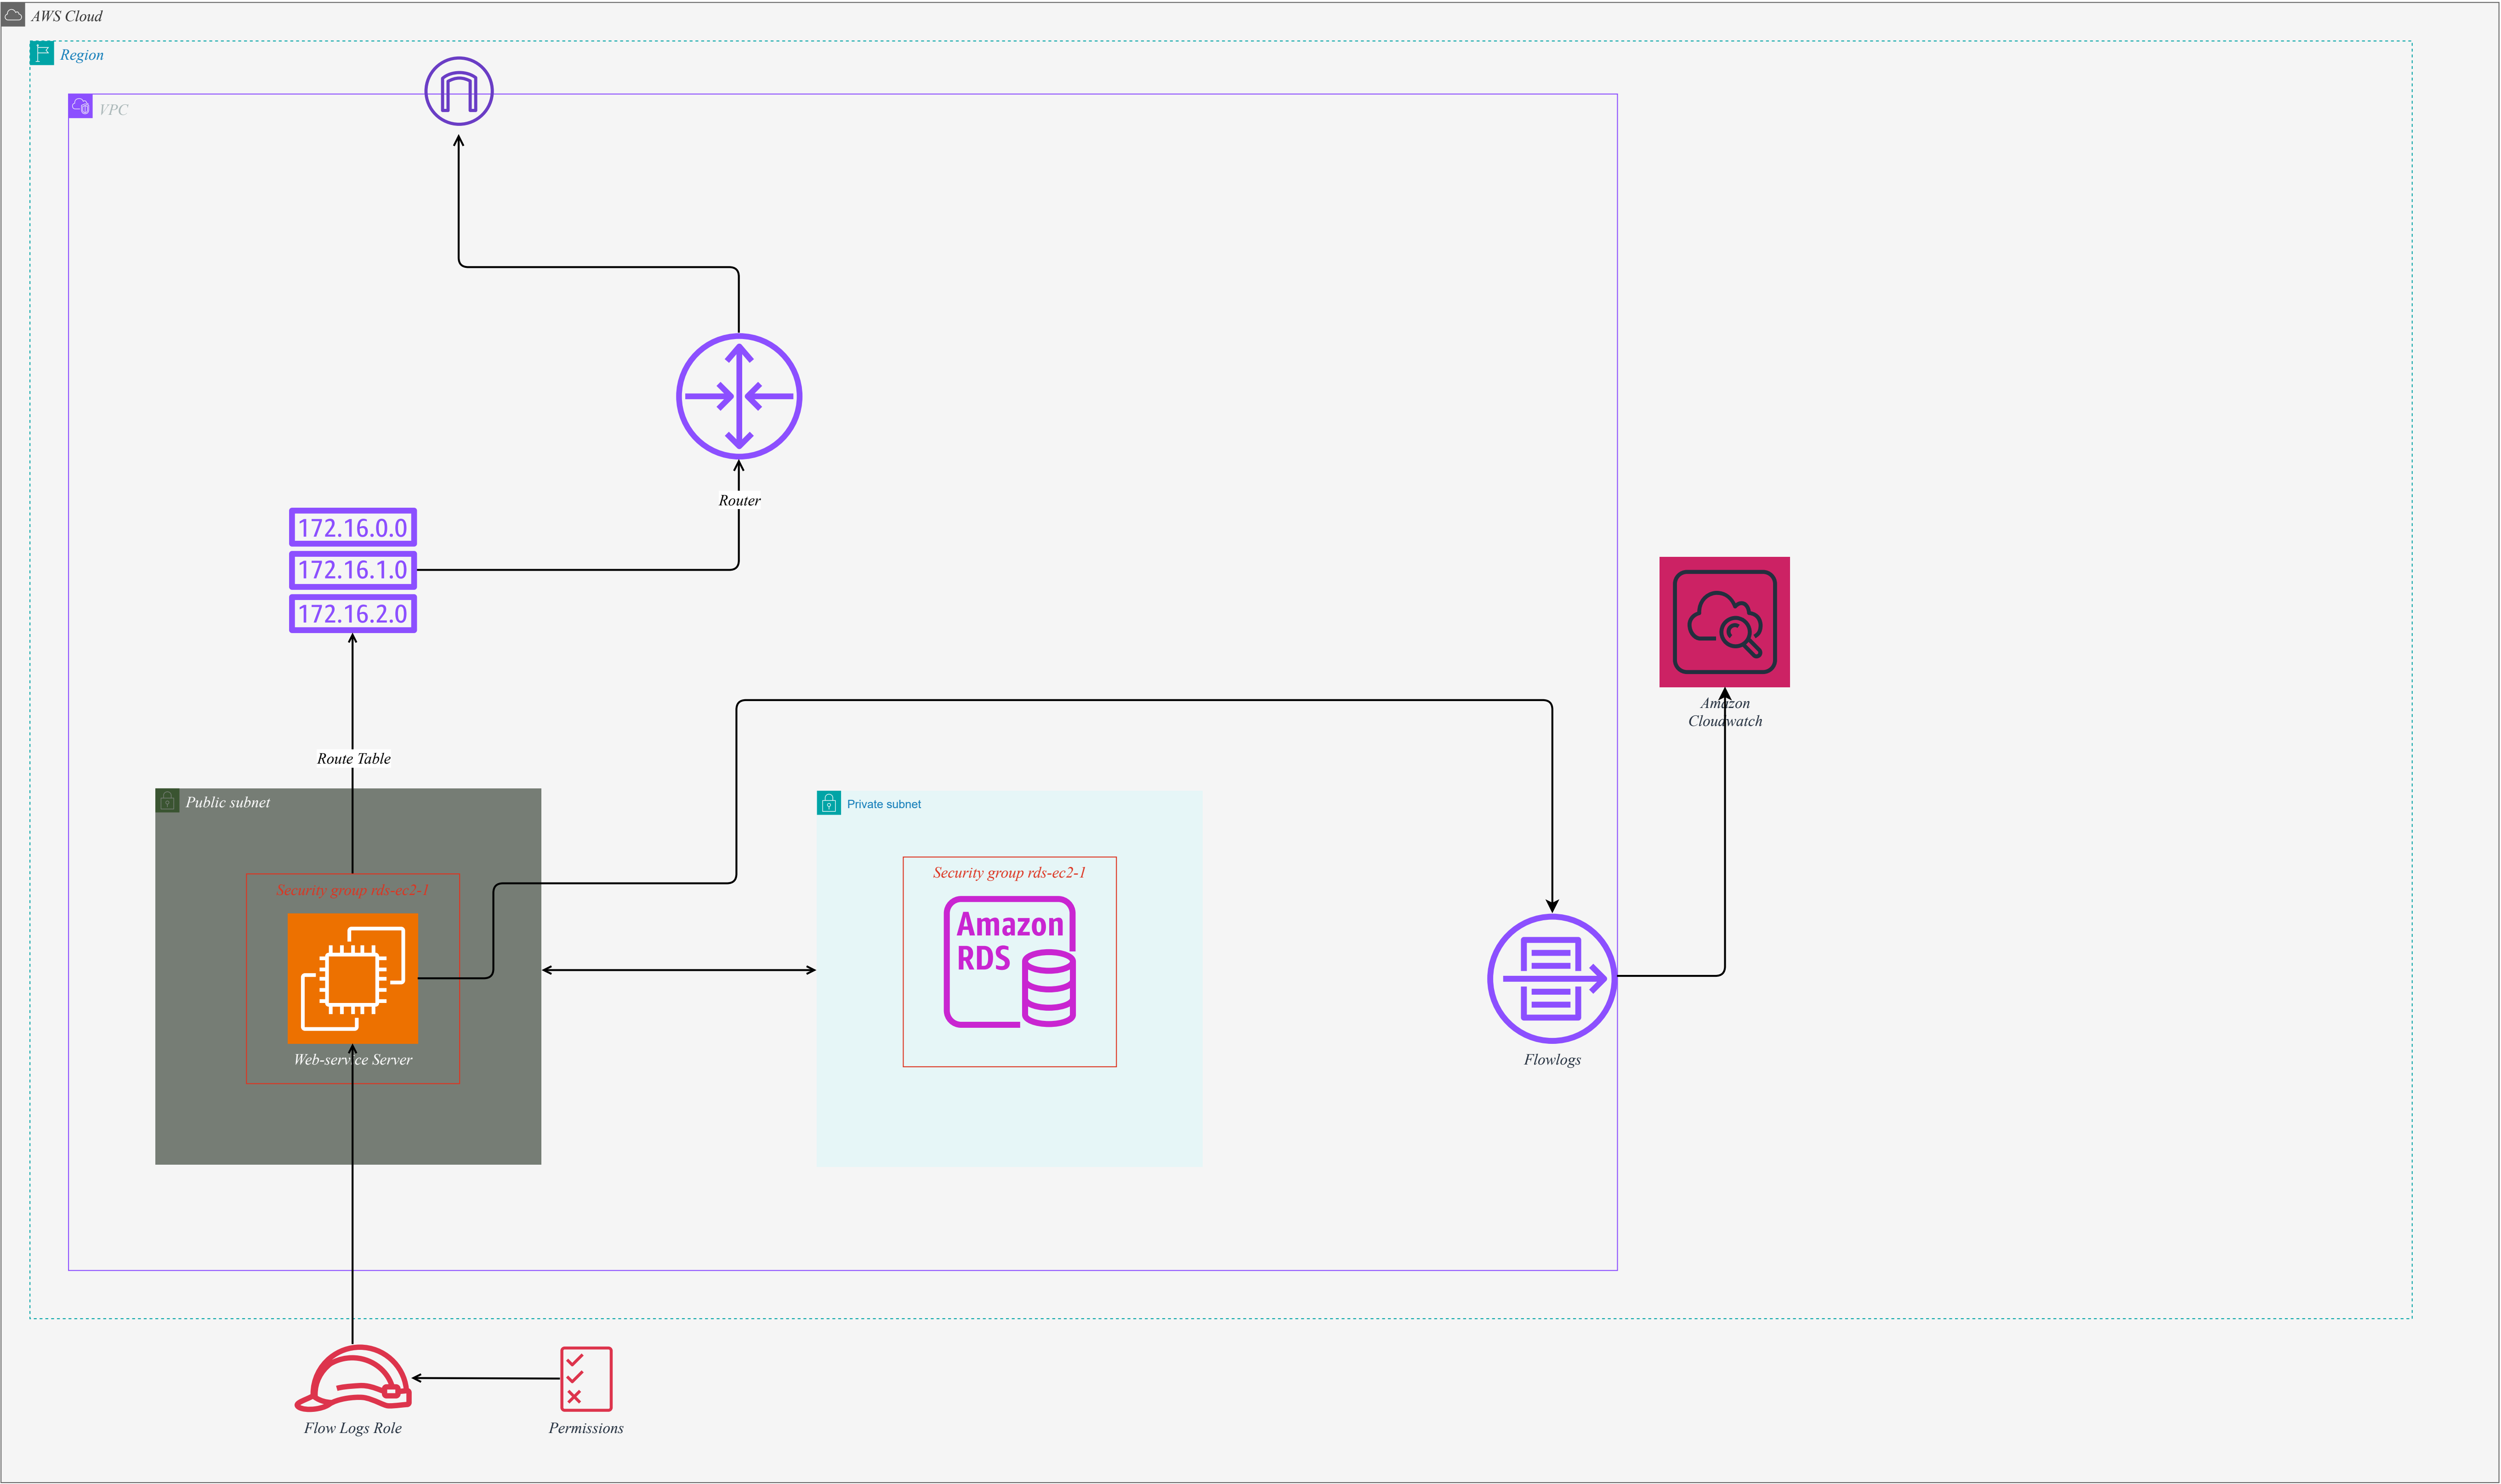 AWS Cloud
Region
VPC
Router
172.16.0.0
172.16.1.0
172.16.2.0
Amazon
Cloudwatch
Route Table
Public subnet
Private subnet
Security group rds-ec2-1
Security group rds-ec2-1
Amazon
RDS
Web-service Server
Flowlogs
Flow Logs Role
Permissions